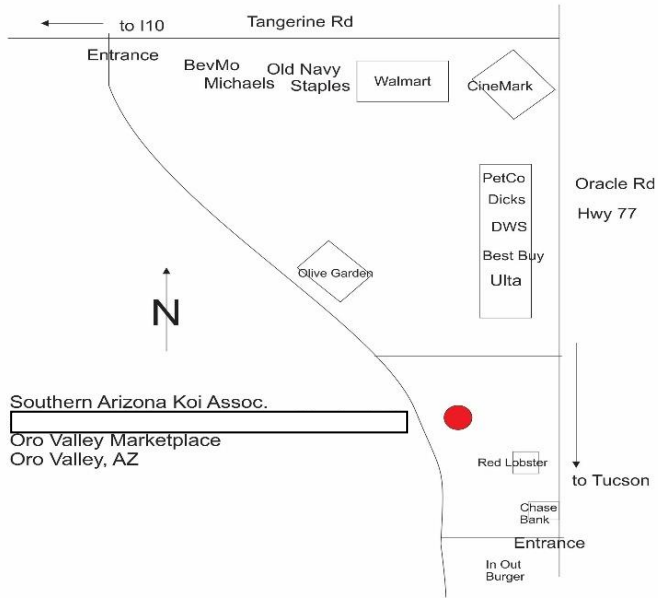 to I10
Tangerine Rd
Entrance
BevMo
Michaels
Old Navy
Staples
Walmart
CineMark
PetCo
Dicks
DWS
Best Buy
Ulta
Oracle Rd
Hwy 77
Olive Garden
N
Southern Arizona Koi Assoc.
Oro Valley Marketplace
Oro Valley, AZ
Red Lobster
to Tucson
Chase
Bank
Entrance
In Out
Burger